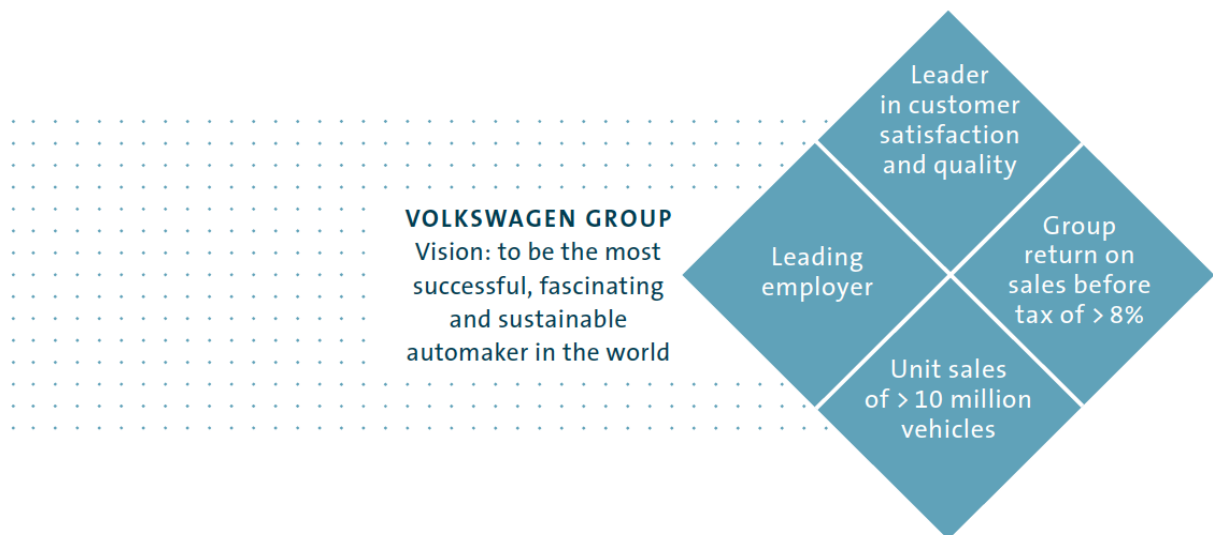 VOLKSWAGEN GROUP
Vision: to be the most
successful, fascinating
and sustainable
automaker in the world
Leader
in customer
satisfaction
and quality
Leading
employer
Group
return on
sales before
tax of > 8%
Unit sales
of > 10 million
vehicles